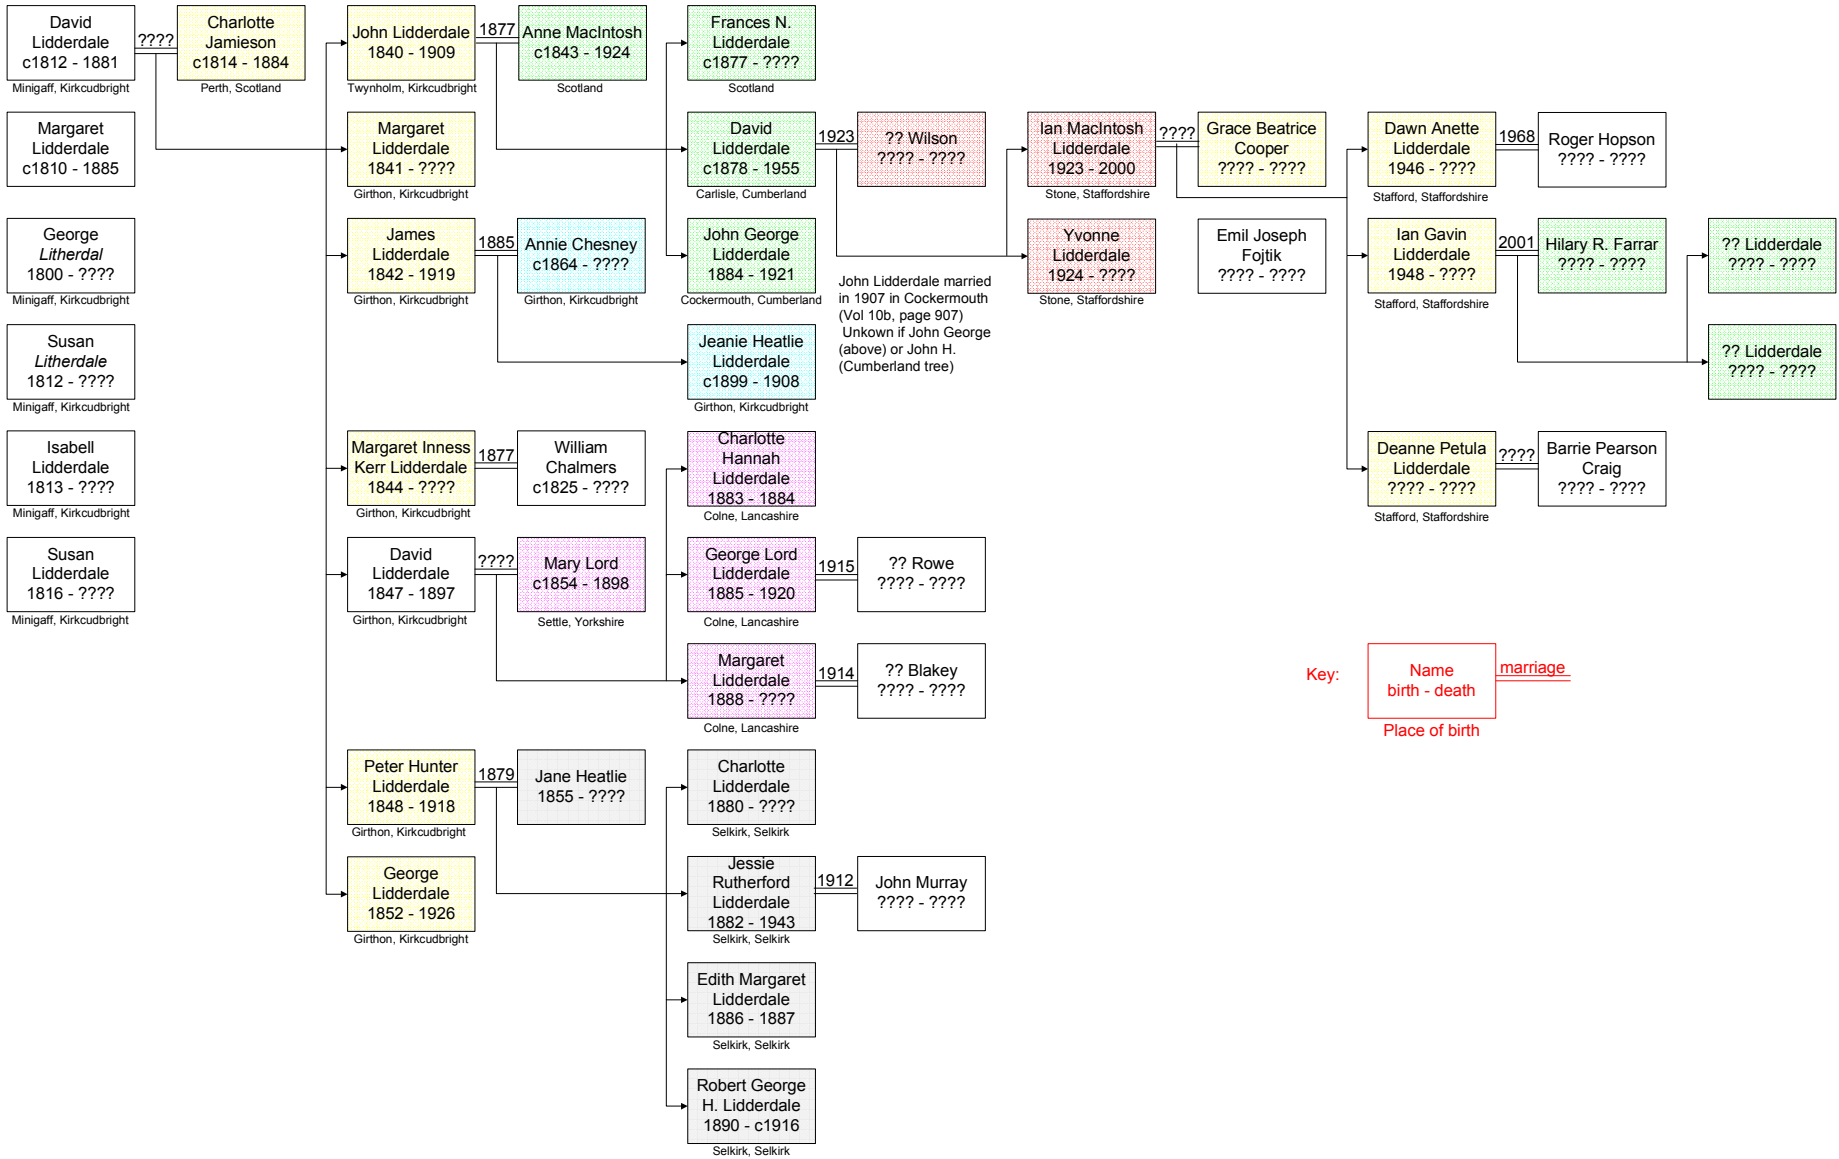 David
Lidderdale
c1812 - 1881
Minigaff, Kirkcudbright
????
Charlotte
Jamieson
c1814 - 1884
Perth, Scotland
John Lidderdale
1840 - 1909
Twynholm, Kirkcudbright
1877
Anne MacIntosh
c1843 - 1924
Scotland
Frances N.
Lidderdale
c1877 - ????
Scotland
Margaret
Lidderdale
c1810 - 1885
Margaret
Lidderdale
1841 - ????
Girthon, Kirkcudbright
David
Lidderdale
c1878 - 1955
Carlisle, Cumberland
1923
?? Wilson
???? - ????
Ian MacIntosh
Lidderdale
1923 - 2000
Stone, Staffordshire
????
Grace Beatrice
Cooper
???? - ????
Dawn Anette
Lidderdale
1946 - ????
Stafford, Staffordshire
1968
Roger Hopson
???? - ????
George
Litherdal
1800 - ????
Minigaff, Kirkcudbright
James
Lidderdale
1842 - 1919
Girthon, Kirkcudbright
1885
Annie Chesney
c1864 - ????
Girthon, Kirkcudbright
John George
Lidderdale
1884 - 1921
Cockermouth, Cumberland
John Lidderdale married
in 1907 in Cockermouth
(Vol 10b, page 907)
Unkown if John George
(above) or John H.
(Cumberland tree)
Yvonne
Lidderdale
1924 - ????
Stone, Staffordshire
Emil Joseph
Fojtik
???? - ????
Ian Gavin
Lidderdale
1948 - ????
Stafford, Staffordshire
2001
Hilary R. Farrar
???? - ????
?? Lidderdale
???? - ????
Susan
Litherdale
1812 - ????
Minigaff, Kirkcudbright
Jeanie Heatlie
Lidderdale
c1899 - 1908
Girthon, Kirkcudbright
?? Lidderdale
???? - ????
Isabell
Lidderdale
1813 - ????
Minigaff, Kirkcudbright
Margaret Inness
Kerr Lidderdale
1844 - ????
Girthon, Kirkcudbright
1877
William
Chalmers
c1825 - ????
Charlotte
Hannah
Lidderdale
1883 - 1884
Colne, Lancashire
Deanne Petula
Lidderdale
???? - ????
Stafford, Staffordshire
????
Barrie Pearson
Craig
???? - ????
Susan
Lidderdale
1816 - ????
Minigaff, Kirkcudbright
David
Lidderdale
1847 - 1897
Girthon, Kirkcudbright
????
Mary Lord
c1854 - 1898
Settle, Yorkshire
George Lord
Lidderdale
1885 - 1920
Colne, Lancashire
1915
?? Rowe
???? - ????
Margaret
Lidderdale
1888 - ????
Colne, Lancashire
1914
?? Blakey
???? - ????
Key:
Name
birth - death
Place of birth
marriage
Peter Hunter
Lidderdale
1848 - 1918
Girthon, Kirkcudbright
1879
Jane Heatlie
1855 - ????
Charlotte
Lidderdale
1880 - ????
Selkirk, Selkirk
George
Lidderdale
1852 - 1926
Girthon, Kirkcudbright
Jessie
Rutherford
Lidderdale
1882 - 1943
Selkirk, Selkirk
1912
John Murray
???? - ????
Edith Margaret
Lidderdale
1886 - 1887
Selkirk, Selkirk
Robert George
H. Lidderdale
1890 - c1916
Selkirk, Selkirk